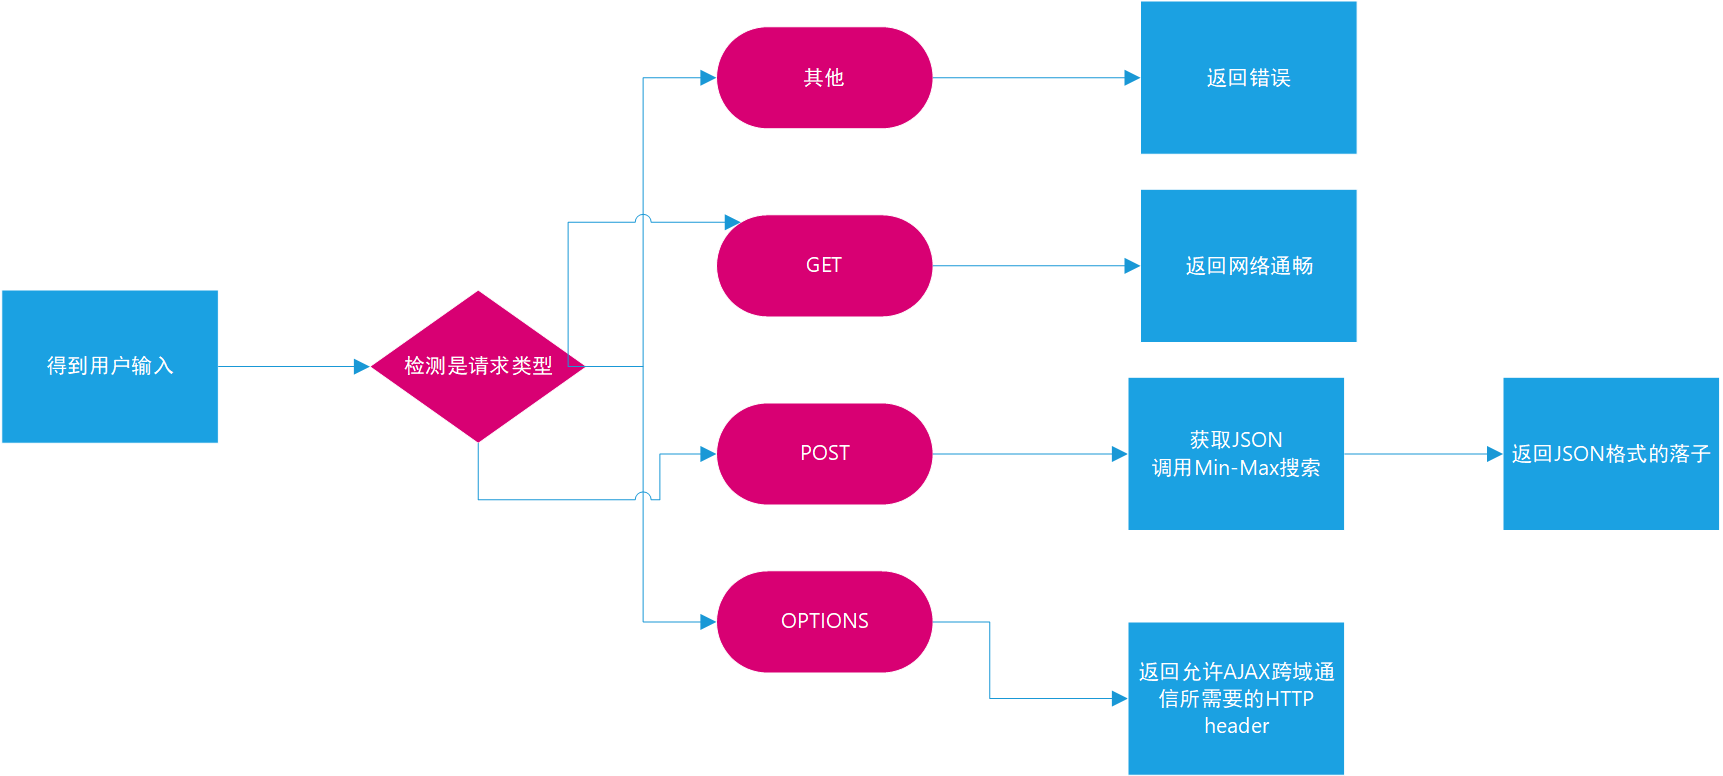 其他
返回错误
GET
返回网络通畅
得到用户输入
检测是请求类型
POST
获取JSON
调用Min-Max搜索
返回JSON格式的落子
OPTIONS
返回允许AJAX跨域通
信所需要的HTTP
header